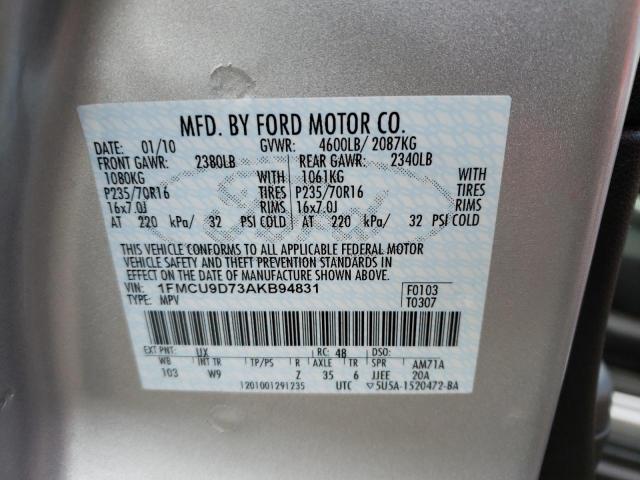 MFD. BY FORD MOTOR CO.
DATE: 01/10 GVWR: 4600LB/ 2087KG
FRONT GAWR: 2380LB REAR GAWR: 2340LB
1080KG WITH 1061KG WITH
P235/70R16 TIRES P235/70R16 TIRES
16x7.0J RIMS 16x7.0J RIMS
AT 220 kPa/ 32 PSI COLD AT 220 kPa/ 32 PSI COLD
THIS VEHICLE CONFORMS TO ALL APPLICABLE FEDERAL MOTOR
VEHICLE SAFETY AND THEFT PREVENTION STANDARDS IN
EFFECT ON THE DATE OF MANUFACTURE SHOWN ABOVE.
VIN: 1FMCU9D73AKB94831 F0103
TYPE: MPV T0307
EXT PNT: UX RC: 48 DSO:
WB INT TR TP/PS R AXLE TR SPR AM71A
103 W9 Z 35 6 JJEE 20A
1201001291235 UTC ▽5U5A-1520472-BA